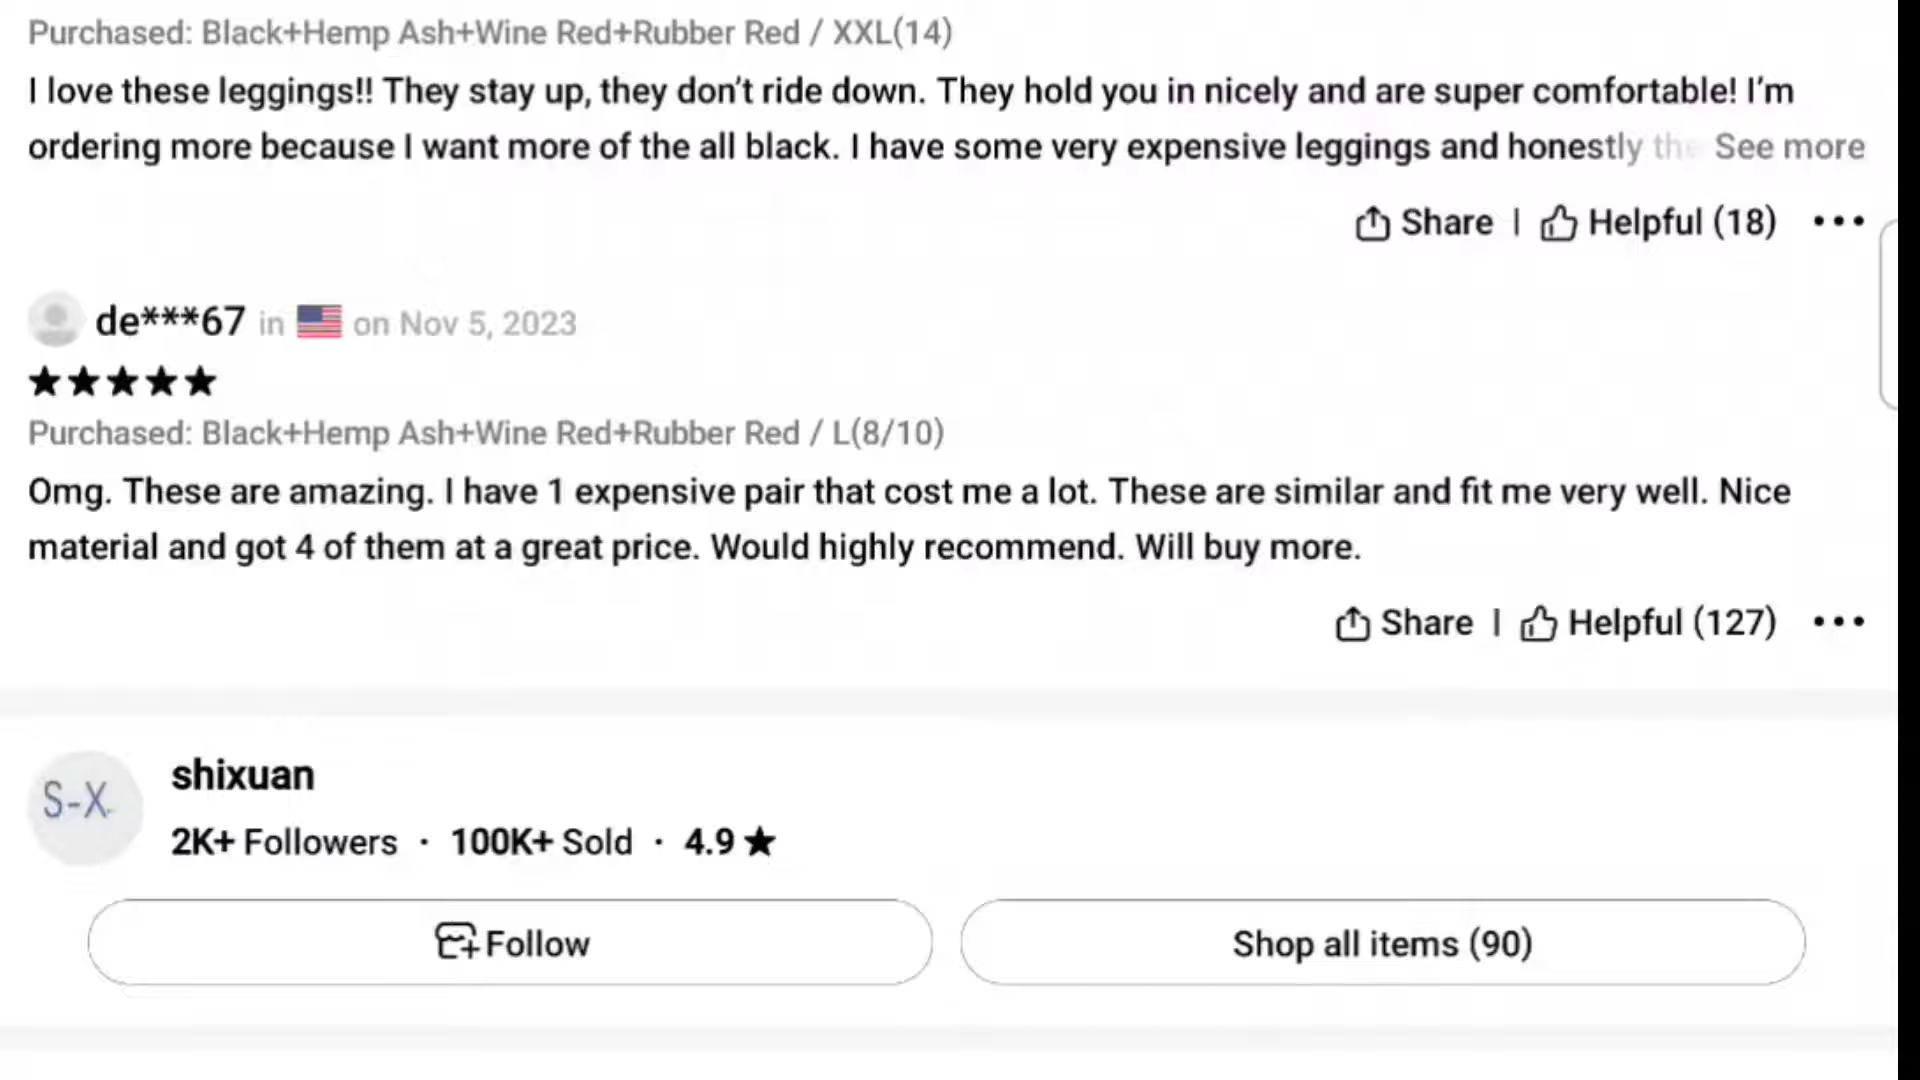 Purchased: Black+Hemp Ash+Wine Red+Rubber Red / XXL(14)
I love these leggings!! They stay up, they don't ride down. They hold you in nicely and are super comfortable! I'm
ordering more because I want more of the all black. I have some very expensive leggings and honestly the See more
Share | Helpful (18) •••
de***67 in on Nov 5, 2023
★★★★★
Purchased: Black+Hemp Ash+Wine Red+Rubber Red / L(8/10)
Omg. These are amazing. I have 1 expensive pair that cost me a lot. These are similar and fit me very well. Nice
material and got 4 of them at a great price. Would highly recommend. Will buy more.
Share | Helpful (127) •••
S-X
shixuan
2K+ Followers · 100K+ Sold · 4.9 ★
Follow
Shop all items (90)